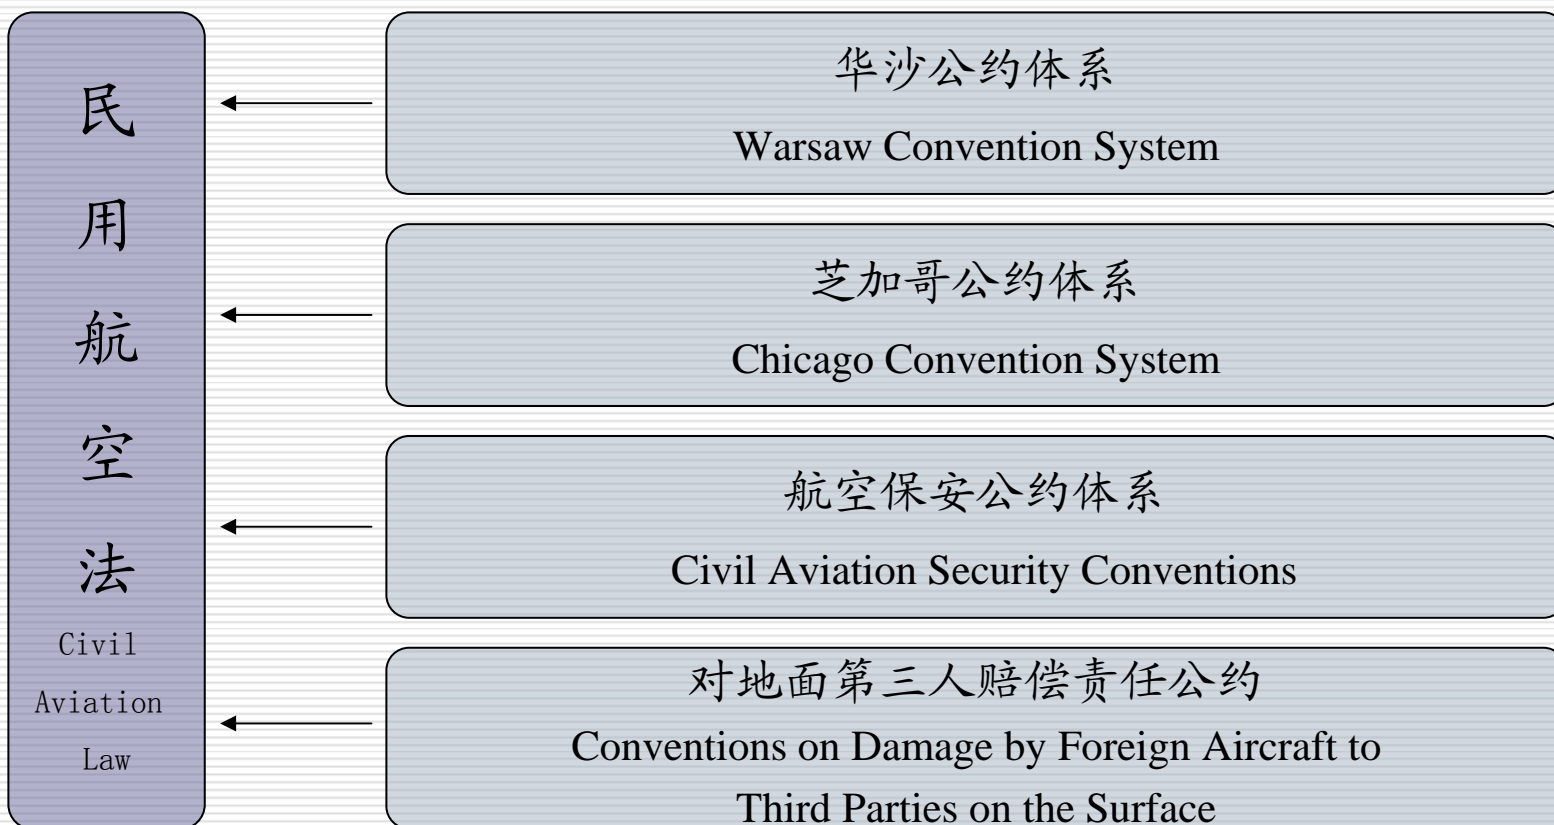 民
用
航
空
法
Civil
Aviation
Law
华沙公约体系
Warsaw Convention System
芝加哥公约体系
Chicago Convention System
航空保安公约体系
Civil Aviation Security Conventions
对地面第三人赔偿责任公约
Conventions on Damage by Foreign Aircraft to
Third Parties on the Surface